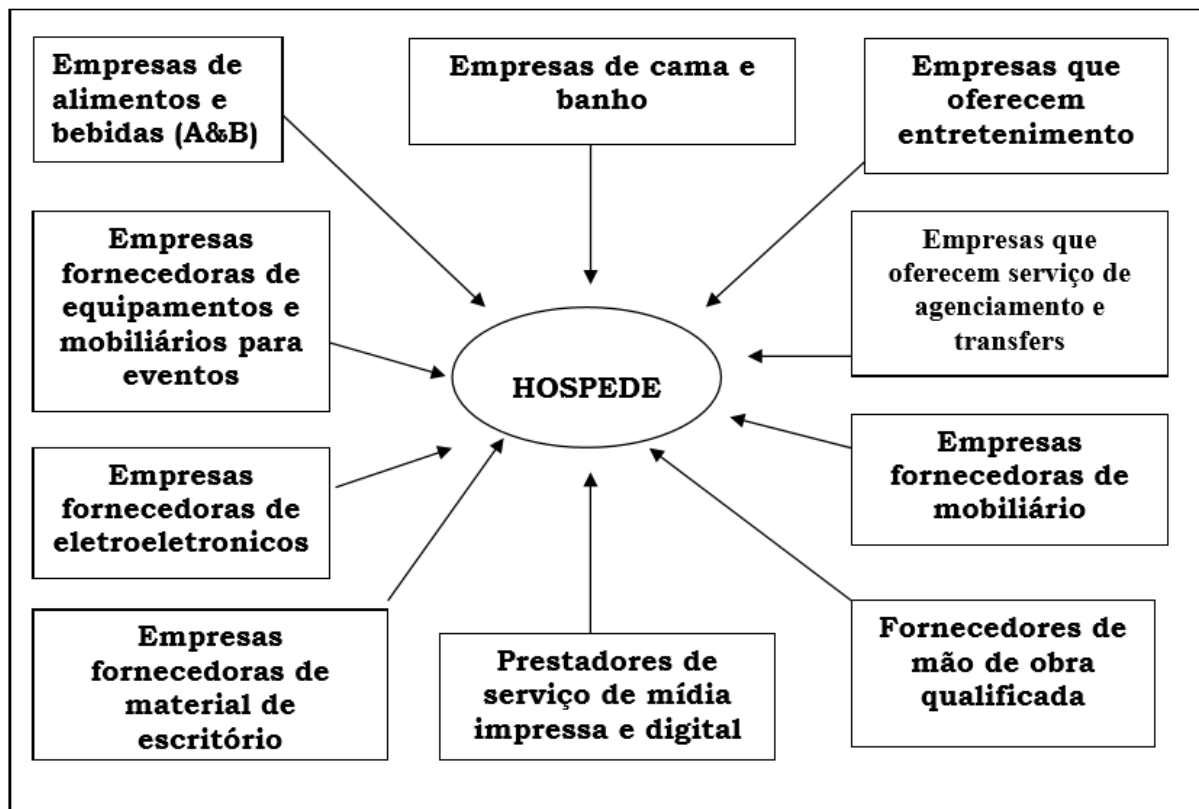 Empresas de
alimentos e
bebidas (A&B)
Empresas de cama e
banho
Empresas que
oferecem
entretenimento
Empresas
fornecedoras de
equipamentos e
mobiliários para
eventos
HOSPEDE
Empresas que
oferecem serviço de
agenciamento e
transfers
Empresas
fornecedoras de
eletroeletronicos
Empresas
fornecedoras de
mobiliário
Empresas
fornecedoras de
material de
escritório
Prestadores de
serviço de mídia
impressa e digital
Fornecedores de
mão de obra
qualificada